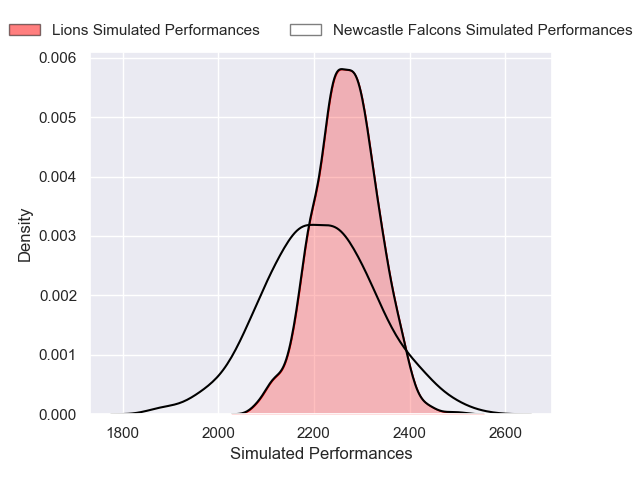 Lions Simulated Performances Newcastle Falcons Simulated Performances
0.006
0.005
0.004
0.003
0.002
0.001
0.000
Density
1800 2000 2200 2400 2600
Simulated Performances